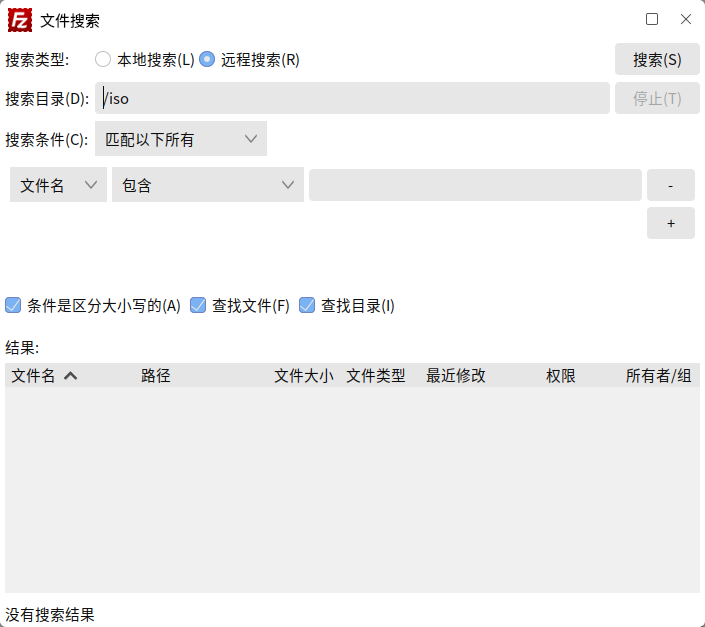 文件搜索
搜索类型: 本地搜索(L) 远程搜索(R) 搜索(S)
搜索目录(D): /iso 停止(T)
搜索条件(C): 匹配以下所有
文件名 包含 -
+
条件是区分大小写的(A) 查找文件(F) 查找目录(I)
结果:
文件名 路径 文件大小 文件类型 最近修改 权限 所有者/组
没有搜索结果